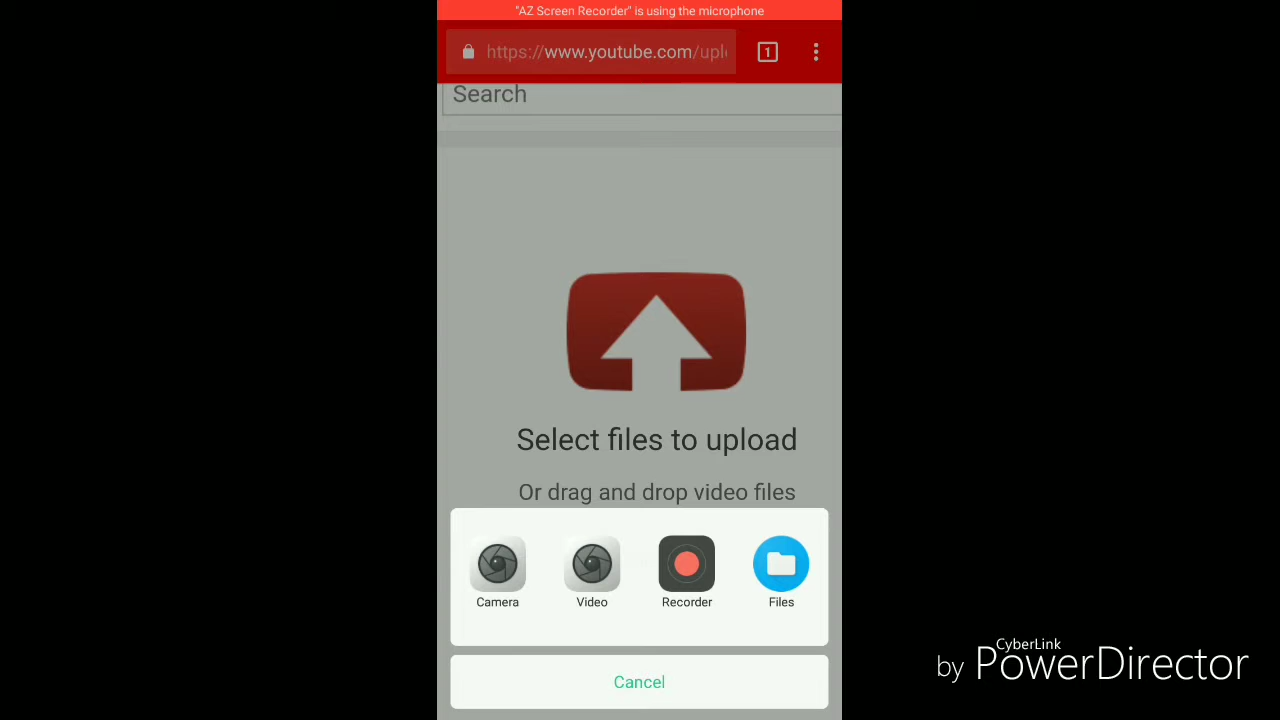 "AZ Screen Recorder" is using the microphone
https://www.youtube.com/upl
1
Search
Select files to upload
Or drag and drop video files
Camera
Video
Recorder
Files
Cancel
CyberLink
by PowerDirector